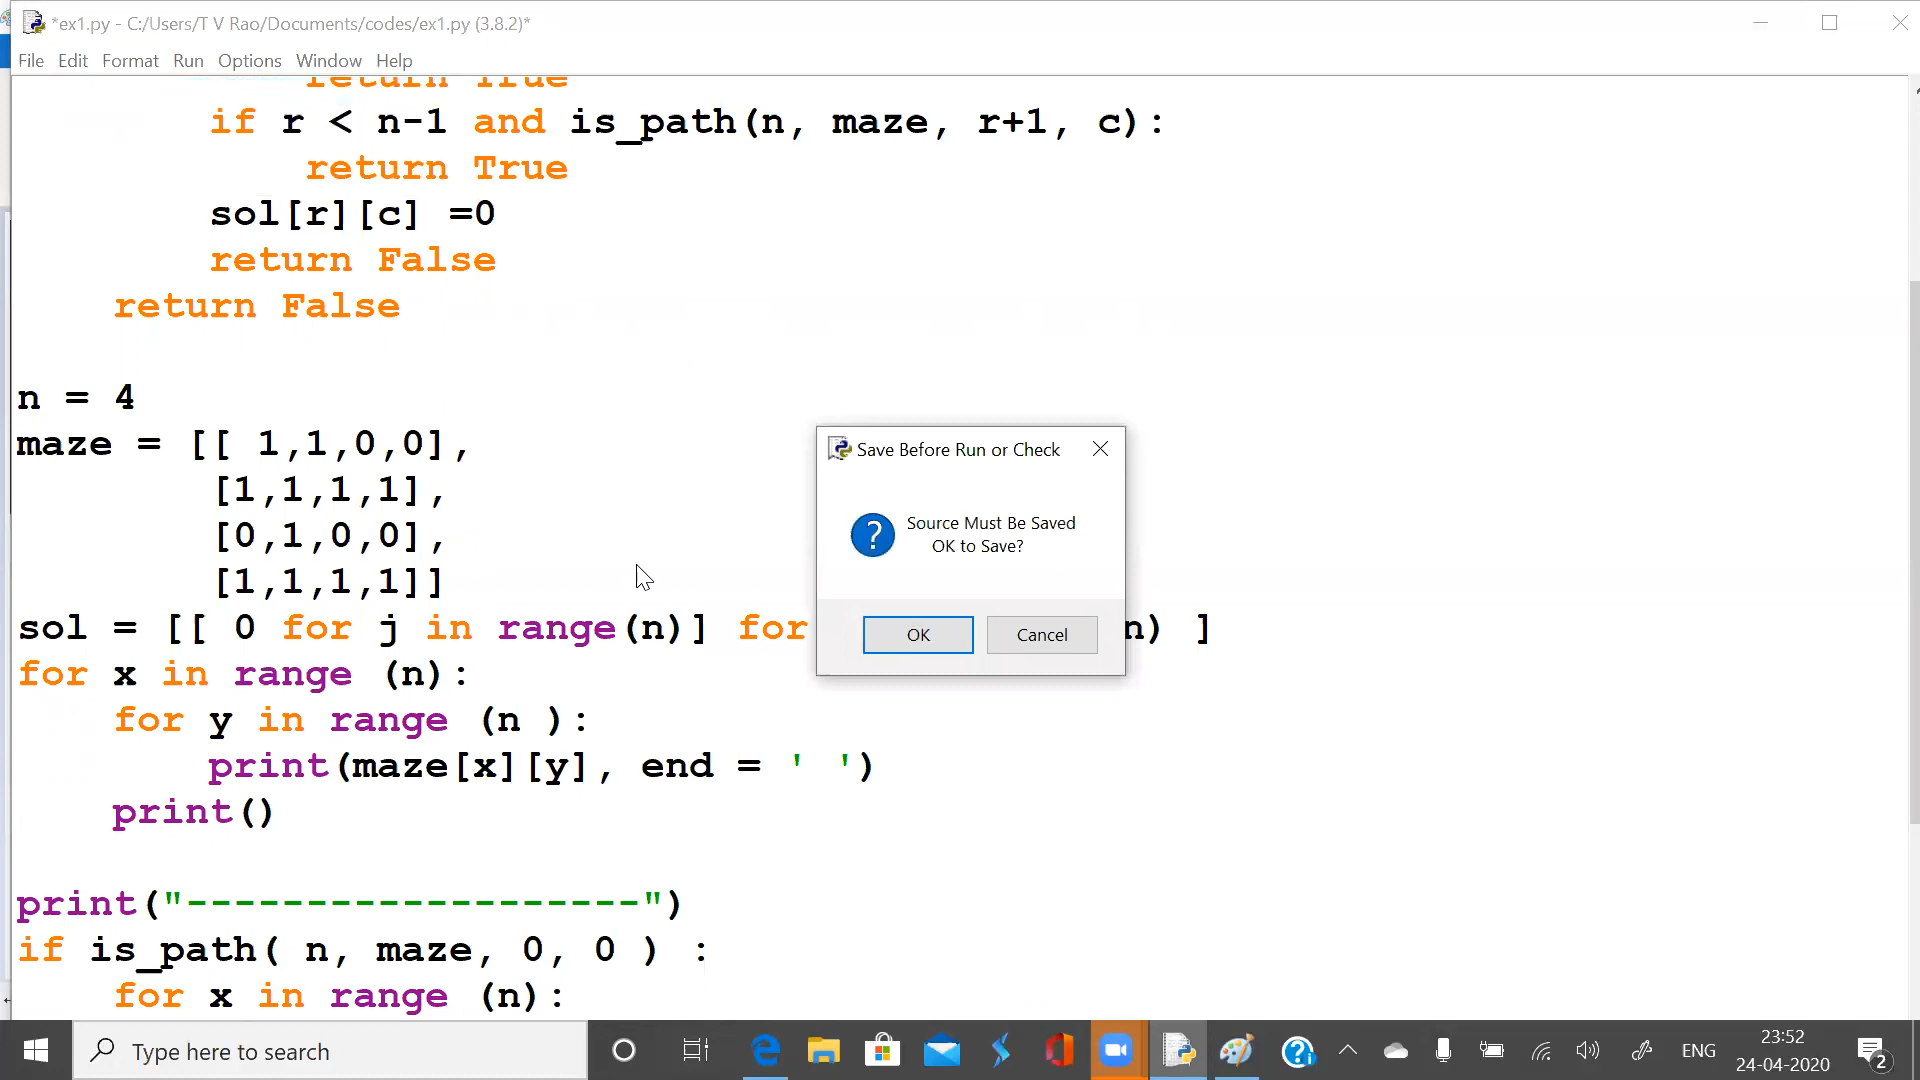 *ex1.py - C:/Users/T V Rao/Documents/codes/ex1.py (3.8.2)*
File Edit Format Run Options Window Help
return True
if r < n-1 and is_path(n, maze, r+1, c):
return True
sol[r][c] =0
return False
return False
n = 4
maze = [[ 1,1,0,0],
[1,1,1,1],
[0,1,0,0],
[1,1,1,1]]
sol = [[ 0 for j in range(n)] for n) ]
for x in range (n):
for y in range (n ):
print(maze[x][y], end = ' ')
print()
print("-------------------")
if is_path( n, maze, 0, 0 ) :
for x in range (n):
Save Before Run or Check
Source Must Be Saved
OK to Save?
OK Cancel
Type here to search
ENG
23:52
24-04-2020
2